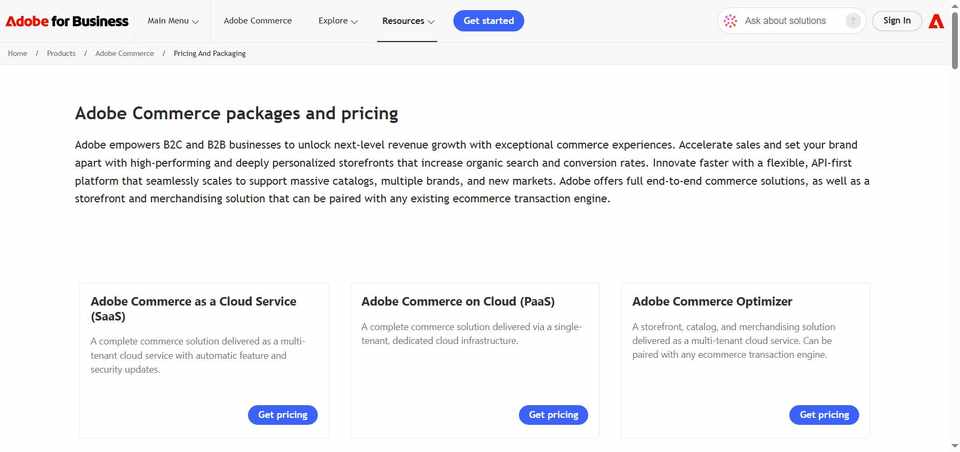 Adobe for Business
Main Menu
Adobe Commerce
Explore
Resources
Get started
Ask about solutions
Sign In
Home / Products / Adobe Commerce / Pricing And Packaging
Adobe Commerce packages and pricing
Adobe empowers B2C and B2B businesses to unlock next-level revenue growth with exceptional commerce experiences. Accelerate sales and set your brand
apart with high-performing and deeply personalized storefronts that increase organic search and conversion rates. Innovate faster with a flexible, API-first
platform that seamlessly scales to support massive catalogs, multiple brands, and new markets. Adobe offers full end-to-end commerce solutions, as well as a
storefront and merchandising solution that can be paired with any existing ecommerce transaction engine.
Adobe Commerce as a Cloud Service
(SaaS)
A complete commerce solution delivered as a multi-
tenant cloud service with automatic feature and
security updates.
Get pricing
Adobe Commerce on Cloud (PaaS)
A complete commerce solution delivered via a single-
tenant, dedicated cloud infrastructure.
Get pricing
Adobe Commerce Optimizer
A storefront, catalog, and merchandising solution
delivered as a multi-tenant cloud service. Can be
paired with any ecommerce transaction engine.
Get pricing